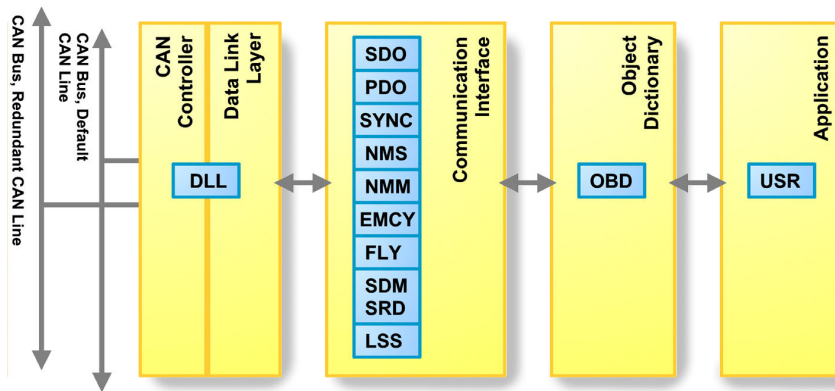 CAN Bus, Redundant CAN Line
CAN Bus, Default
CAN Line
CAN
Controller
Data Link
Layer
DLL
SDO
PDO
SYNC
NMS
NMM
EMCY
FLY
SDM
SRD
LSS
Communication
Interface
Object
Dictionary
OBD
Application
USR